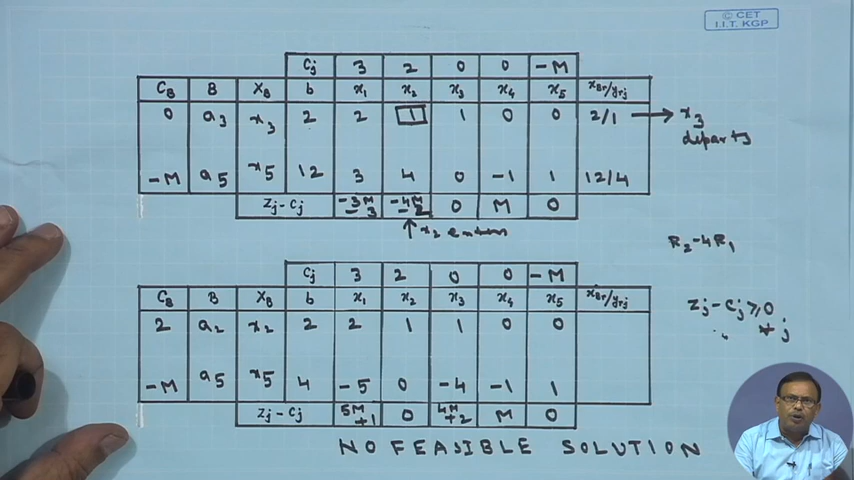 © CET
I.I.T. KGP
Cj 3 2 0 0 -M
CB B XB b x1 x2 x3 x4 x5 xBr/yrj
0 a3 x3 2 2 1 1 0 0 2/1 → x3
departs
-M a5 x5 12 3 4 0 -1 1 12/4
zj-cj -3M-3 -4M-2 0 M 0
↑ x2 enters
R2-4R1
Cj 3 2 0 0 -M
CB B XB b x1 x2 x3 x4 x5 xBr/yrj
2 a2 x2 2 2 1 1 0 0
zj-cj ≥0
∀ j
-M a5 x5 4 -5 0 -4 -1 1
zj-cj 5M+1 0 4M+2 M 0
NO FEASIBLE SOLUTION